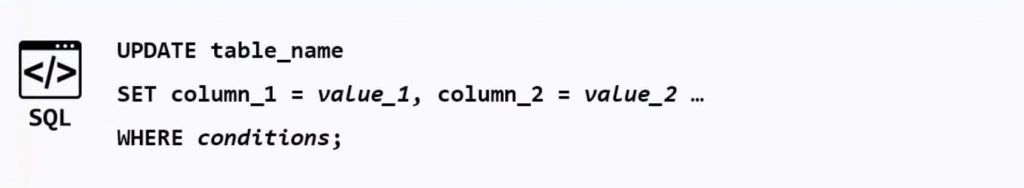 </>
SQL
UPDATE table_name
SET column_1 = value_1, column_2 = value_2 …
WHERE conditions;